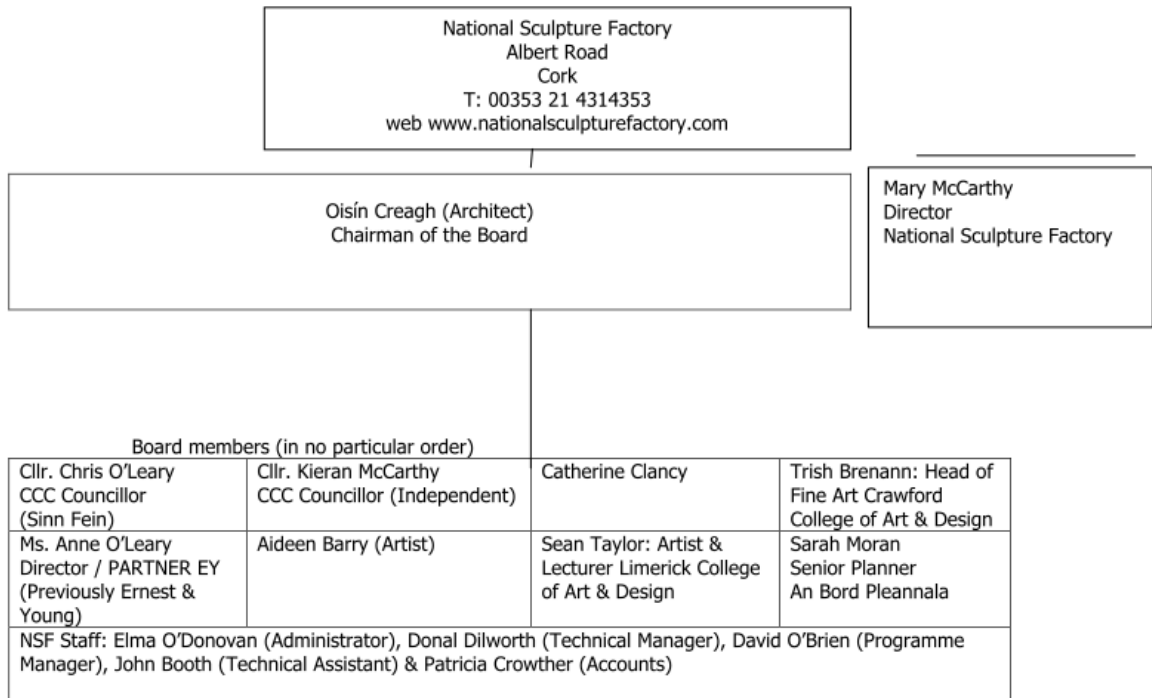 National Sculpture Factory
Albert Road
Cork
T: 00353 21 4314353
web www.nationalsculpturefactory.com
Oisín Creagh (Architect)
Chairman of the Board
Mary McCarthy
Director
National Sculpture Factory
Board members (in no particular order)
Cllr. Chris O'Leary
CCC Councillor
(Sinn Fein)
Cllr. Kieran McCarthy
CCC Councillor (Independent)
Catherine Clancy
Trish Brenann: Head of
Fine Art Crawford
College of Art & Design
Ms. Anne O'Leary
Director / PARTNER EY
(Previously Ernest &
Young)
Aideen Barry (Artist)
Sean Taylor: Artist &
Lecturer Limerick College
of Art & Design
Sarah Moran
Senior Planner
An Bord Pleannala
NSF Staff: Elma O'Donovan (Administrator), Donal Dilworth (Technical Manager), David O'Brien (Programme
Manager), John Booth (Technical Assistant) & Patricia Crowther (Accounts)